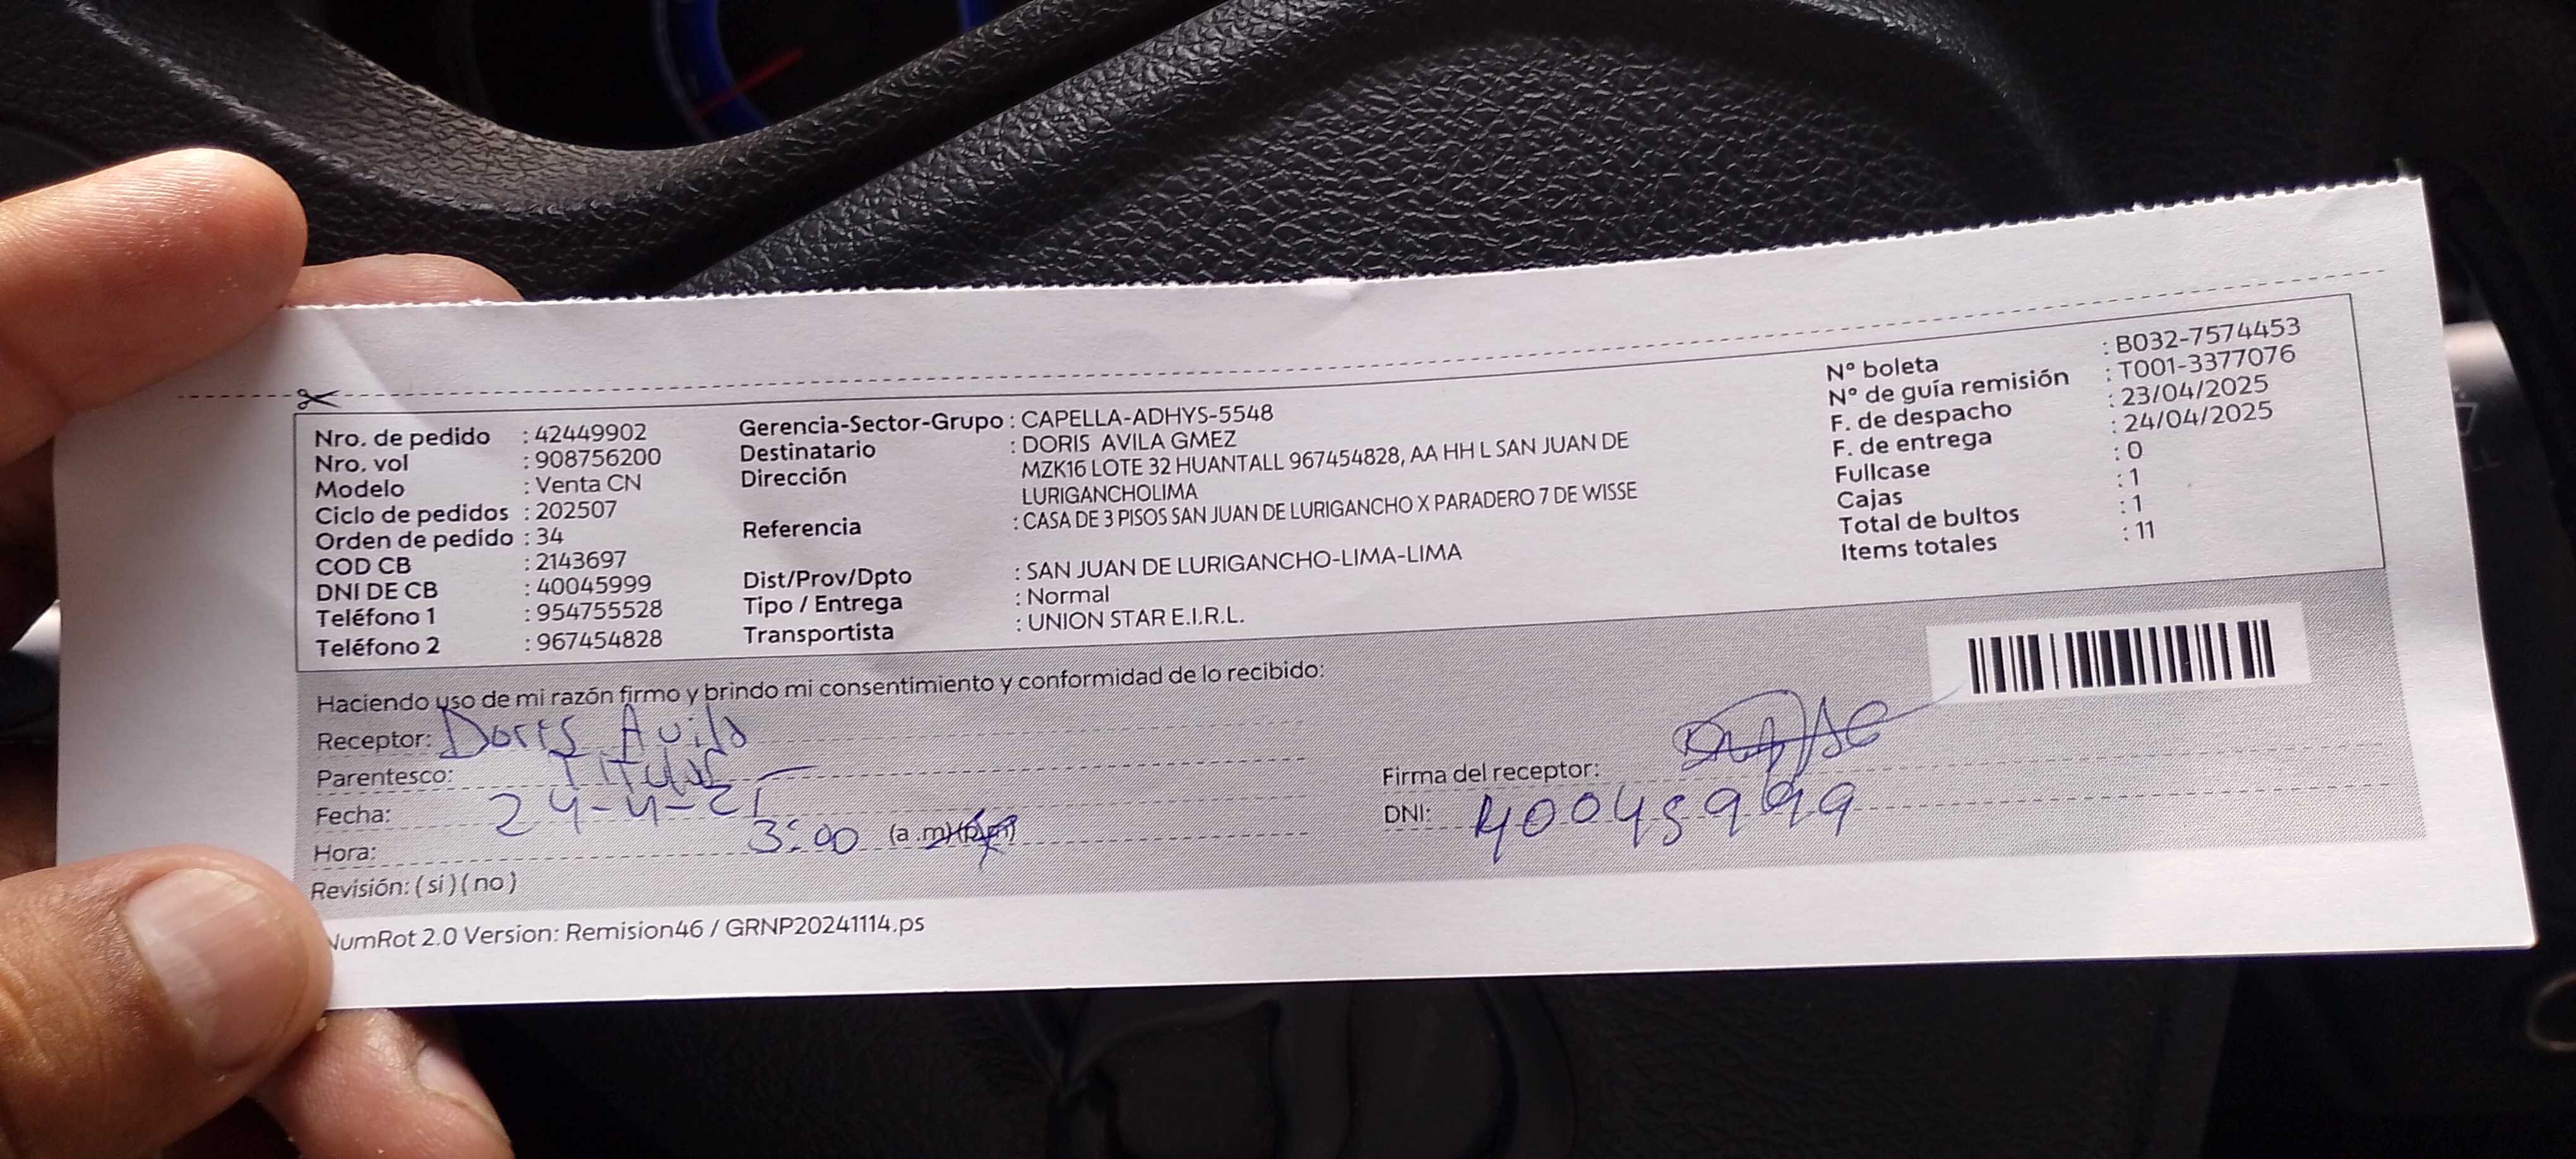 Nro. de pedido : 42449902
Nro. vol : 908756200
Modelo : Venta CN
Ciclo de pedidos : 202507
Orden de pedido : 34
COD CB : 2143697
DNI DE CB : 40045999
Teléfono 1 : 954755528
Teléfono 2 : 967454828
Gerencia-Sector-Grupo : CAPELLA-ADHYS-5548
Destinatario : DORIS AVILA GMEZ
Dirección MZK16 LOTE 32 HUANTALL 967454828, AA HH L SAN JUAN DE
LURIGANCHOLIMA
Referencia : CASA DE 3 PISOS SAN JUAN DE LURIGANCHO X PARADERO 7 DE WISSE
Dist/Prov/Dpto : SAN JUAN DE LURIGANCHO-LIMA-LIMA
Tipo / Entrega : Normal
Transportista : UNION STAR E.I.R.L.
N° boleta : B032-7574453
N° de guía remisión : T001-3377076
F. de despacho : 23/04/2025
F. de entrega : 24/04/2025
Fullcase : 0
Cajas : 1
Total de bultos : 1
Items totales : 11
Haciendo uso de mi razón firmo y brindo mi consentimiento y conformidad de lo recibido:
Receptor: Doris Avila
Parentesco: Titular
Fecha: 24-4-25
Hora: 3:00 (a.m)(p.m)
Revisión: (si)(no)
Firma del receptor:
DNI: 40045999
NumRot 2.0 Version: Remision46 / GRNP20241114.ps